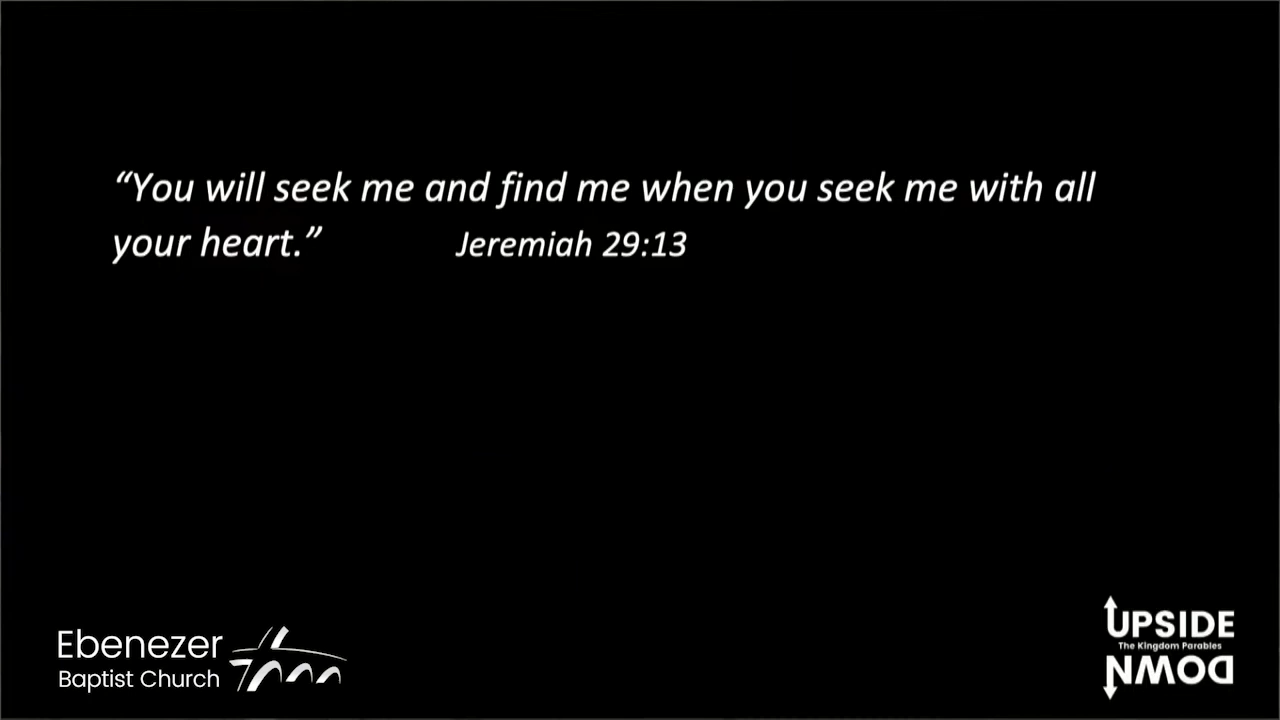 “You will seek me and find me when you seek me with all
your heart.” Jeremiah 29:13
Ebenezer
Baptist Church
UPSIDE
The Kingdom Parables
DOWN